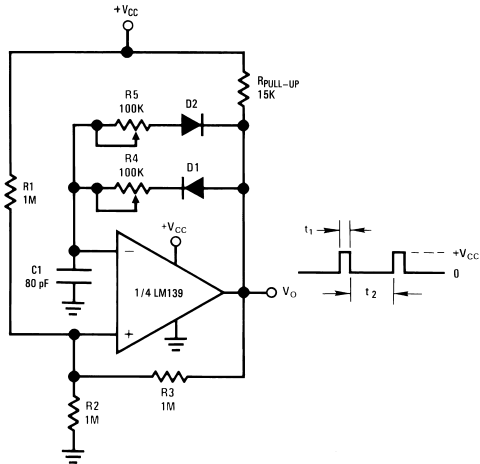 +VCC
RPULL-UP
15K
R5
100K
D2
R4
100K
D1
R1
1M
+VCC
t1
+VCC
0
−
C1
80 pF
1/4 LM139
VO
t2
+
R3
1M
R2
1M